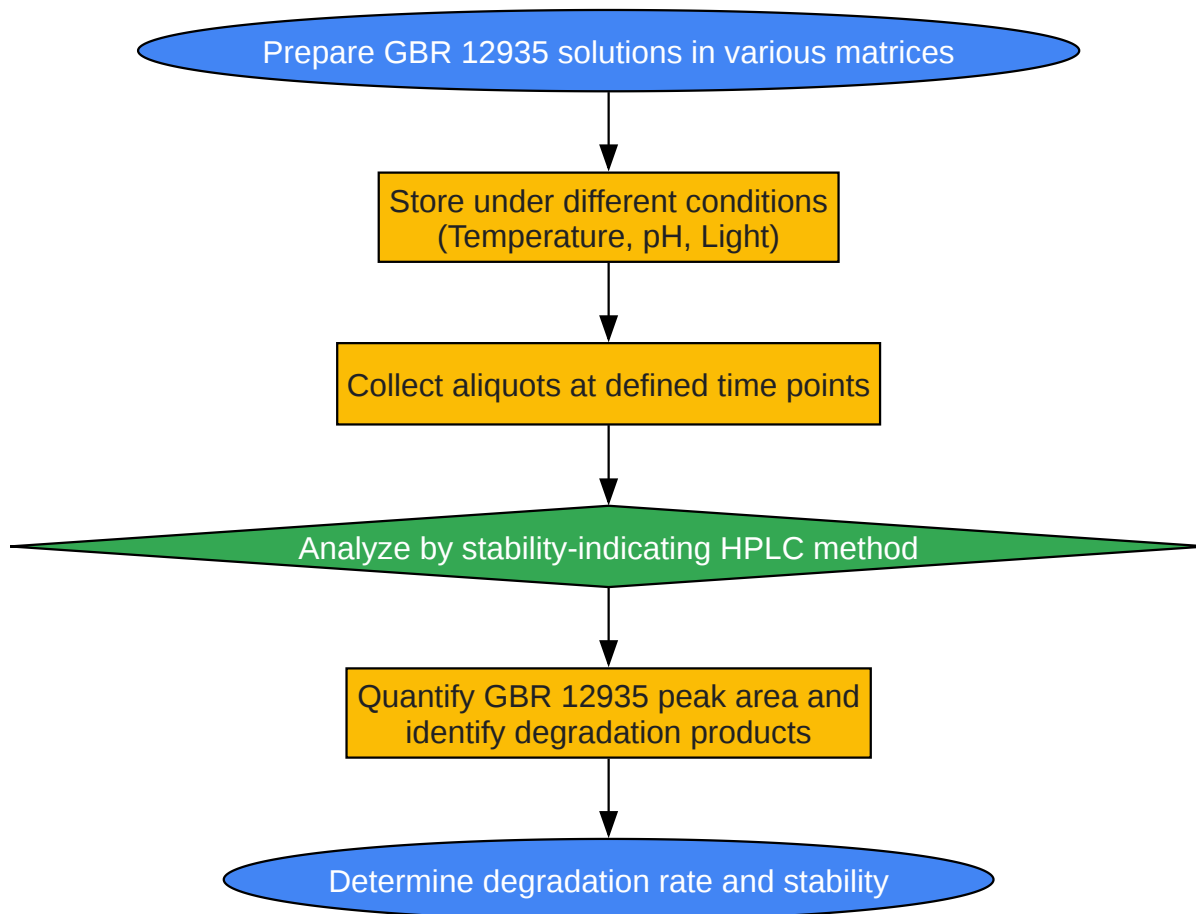 Prepare GBR 12935 solutions in various matrices
Store under different conditions
(Temperature, pH, Light)
Collect aliquots at defined time points
Analyze by stability-indicating HPLC method
Quantify GBR 12935 peak area and
identify degradation products
Determine degradation rate and stability